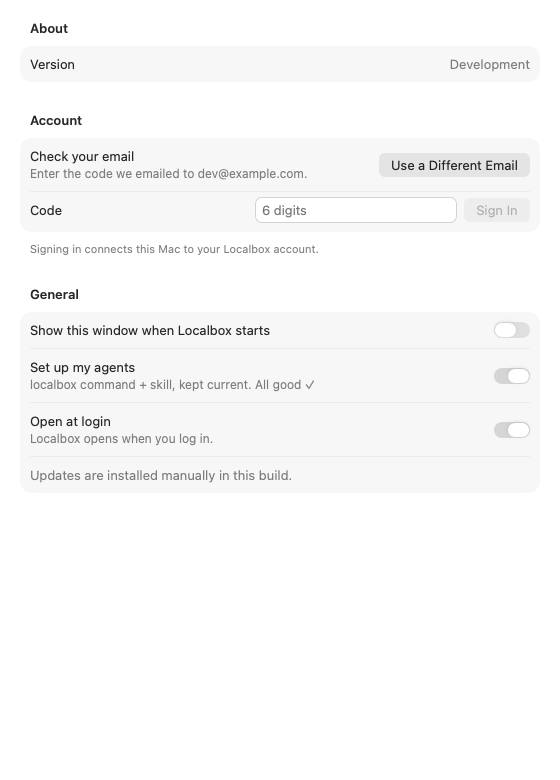 About
Version
Development
Account
Check your email
Enter the code we emailed to dev@example.com.
Use a Different Email
Code
6 digits
Sign In
Signing in connects this Mac to your Localbox account.
General
Show this window when Localbox starts
Set up my agents
localbox command + skill, kept current. All good ✓
Open at login
Localbox opens when you log in.
Updates are installed manually in this build.